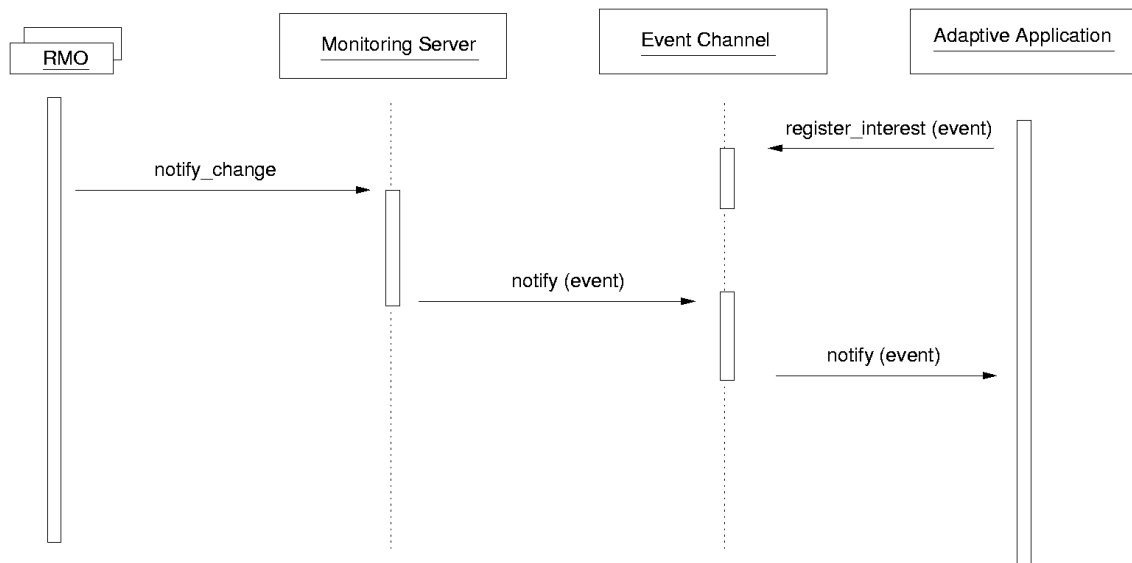 RMO
Monitoring Server
Event Channel
Adaptive Application
register_interest (event)
notify_change
notify (event)
notify (event)